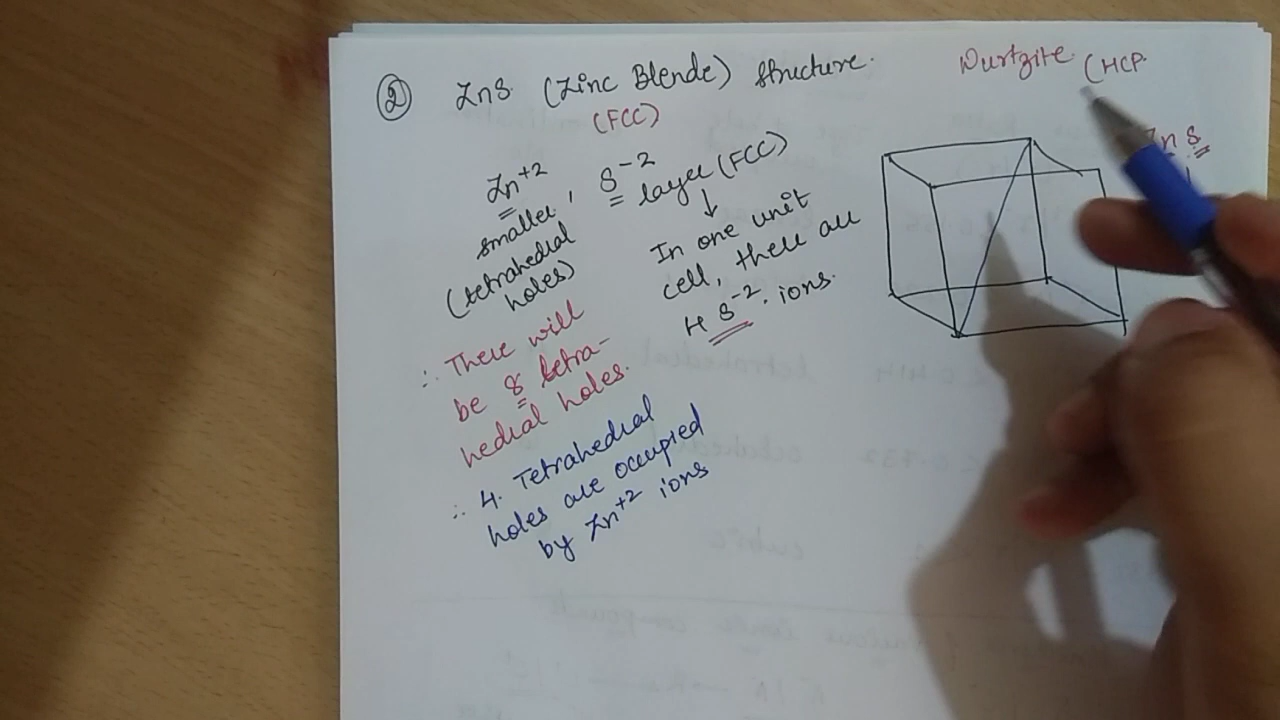 ② ZnS (Zinc Blende) Structure.
(FCC)
Wurtzite (HCP
Zn S
Zn+2, S-2 layer (FCC)
smaller
(tetrahedral
holes)
In one unit
cell, there are
4 S-2 ions.
∴ There will
be 8 tetra-
hedral holes.
∴ 4. Tetrahedral
holes are occupied
by Zn+2 ions